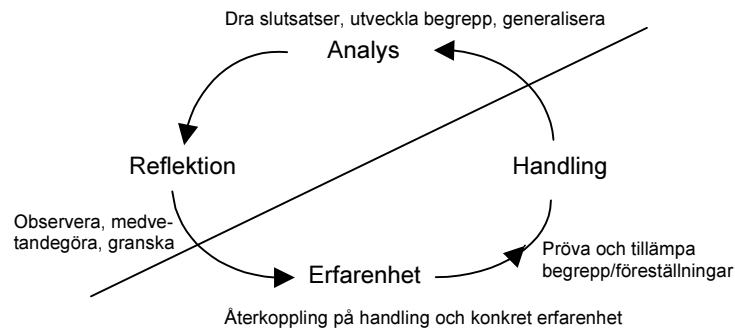 Dra slutsatser, utveckla begrepp, generalisera
Analys
Reflektion
Handling
Observera, medve-
tandegöra, granska
Pröva och tillämpa
begrepp/föreställningar
Erfarenhet
Återkoppling på handling och konkret erfarenhet